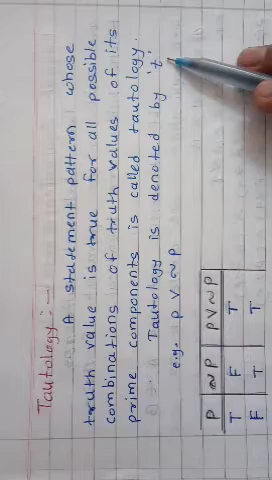 Tautology :-
A statement pattern whose
truth value is true for all possible
combinations of truth values of its
prime components is called tautology.
Tautology is denoted by 't'
e.g. P ∨ ~P
P ~P P∨~P
T F T
F T T